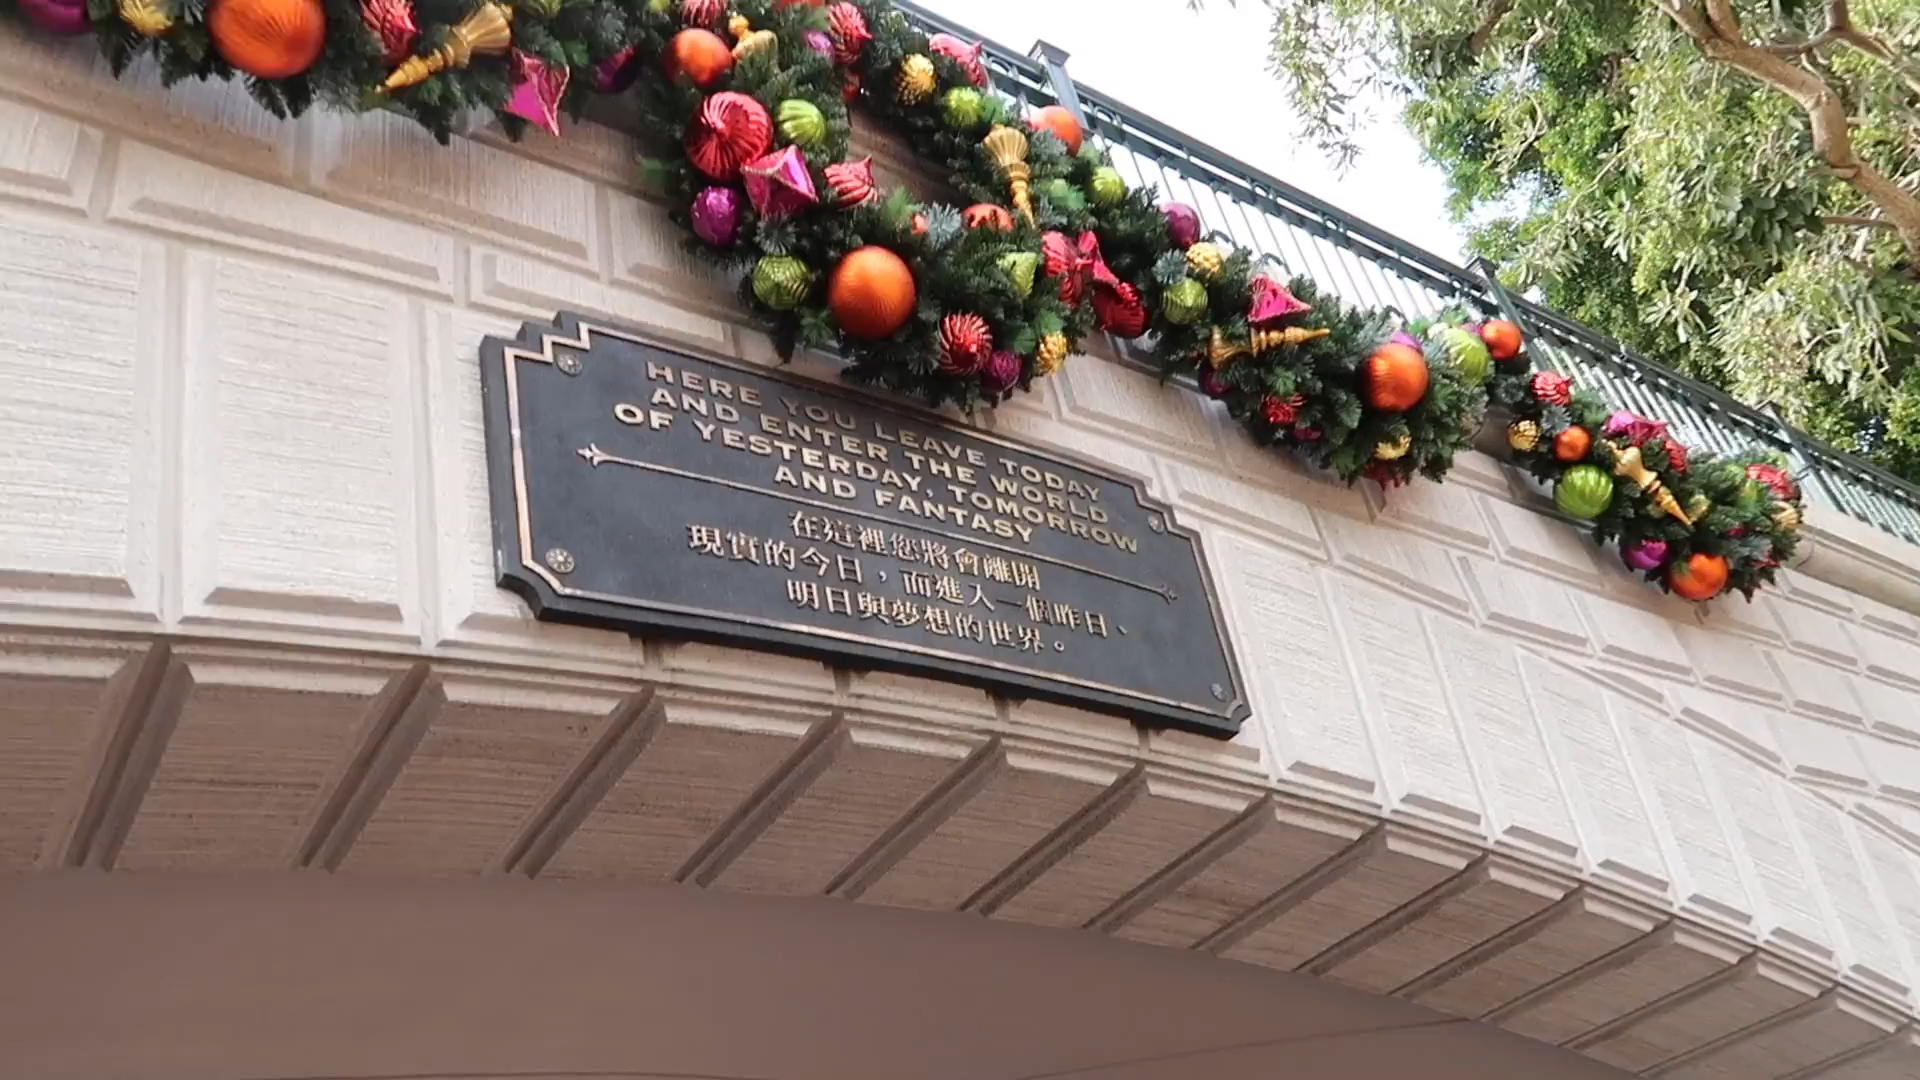 HERE YOU LEAVE TODAY
AND ENTER THE WORLD
OF YESTERDAY, TOMORROW
AND FANTASY
在這裡您將會離開
現實的今日，而進入一個昨日、
明日與夢想的世界。